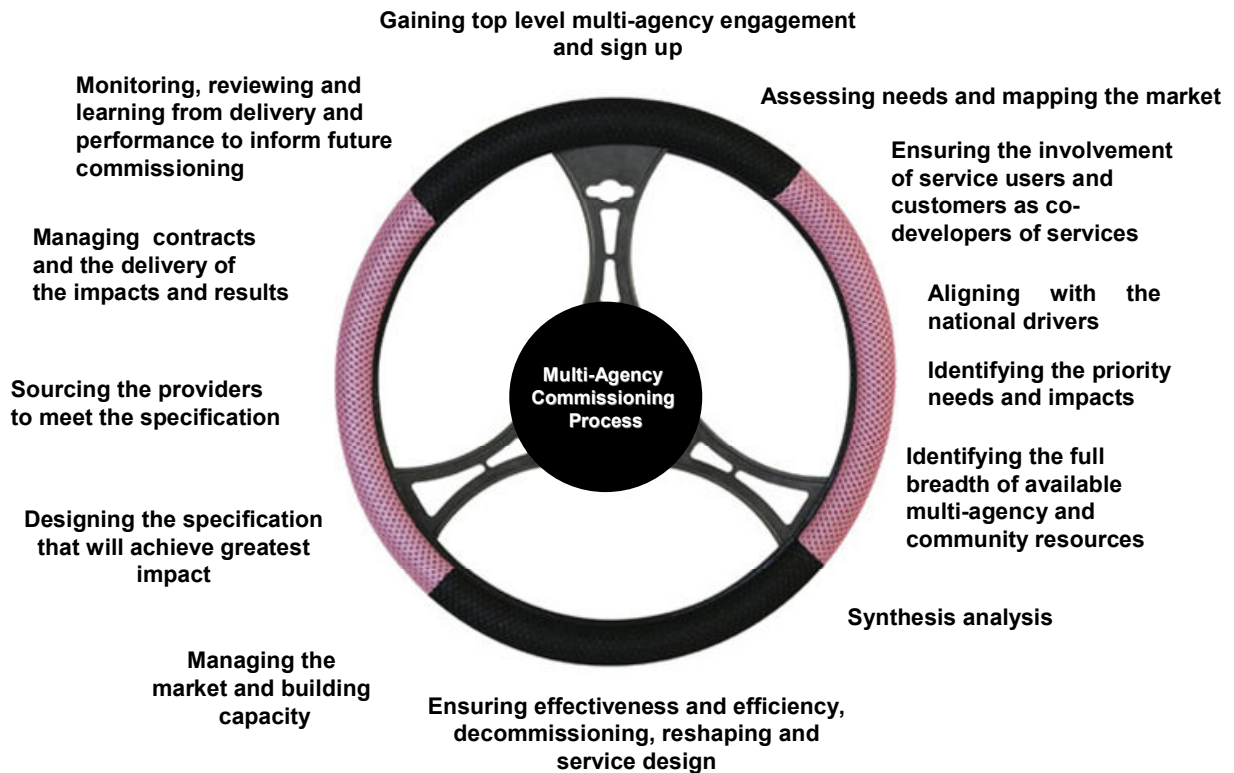 Gaining top level multi-agency engagement
and sign up
Assessing needs and mapping the market
Ensuring the involvement
of service users and
customers as co-
developers of services
Aligning with the
national drivers
Identifying the priority
needs and impacts
Identifying the full
breadth of available
multi-agency and
community resources
Synthesis analysis
Ensuring effectiveness and efficiency,
decommissioning, reshaping and
service design
Managing the
market and building
capacity
Designing the specification
that will achieve greatest
impact
Sourcing the providers
to meet the specification
Managing contracts
and the delivery of
the impacts and results
Monitoring, reviewing and
learning from delivery and
performance to inform future
commissioning
Multi-Agency
Commissioning
Process